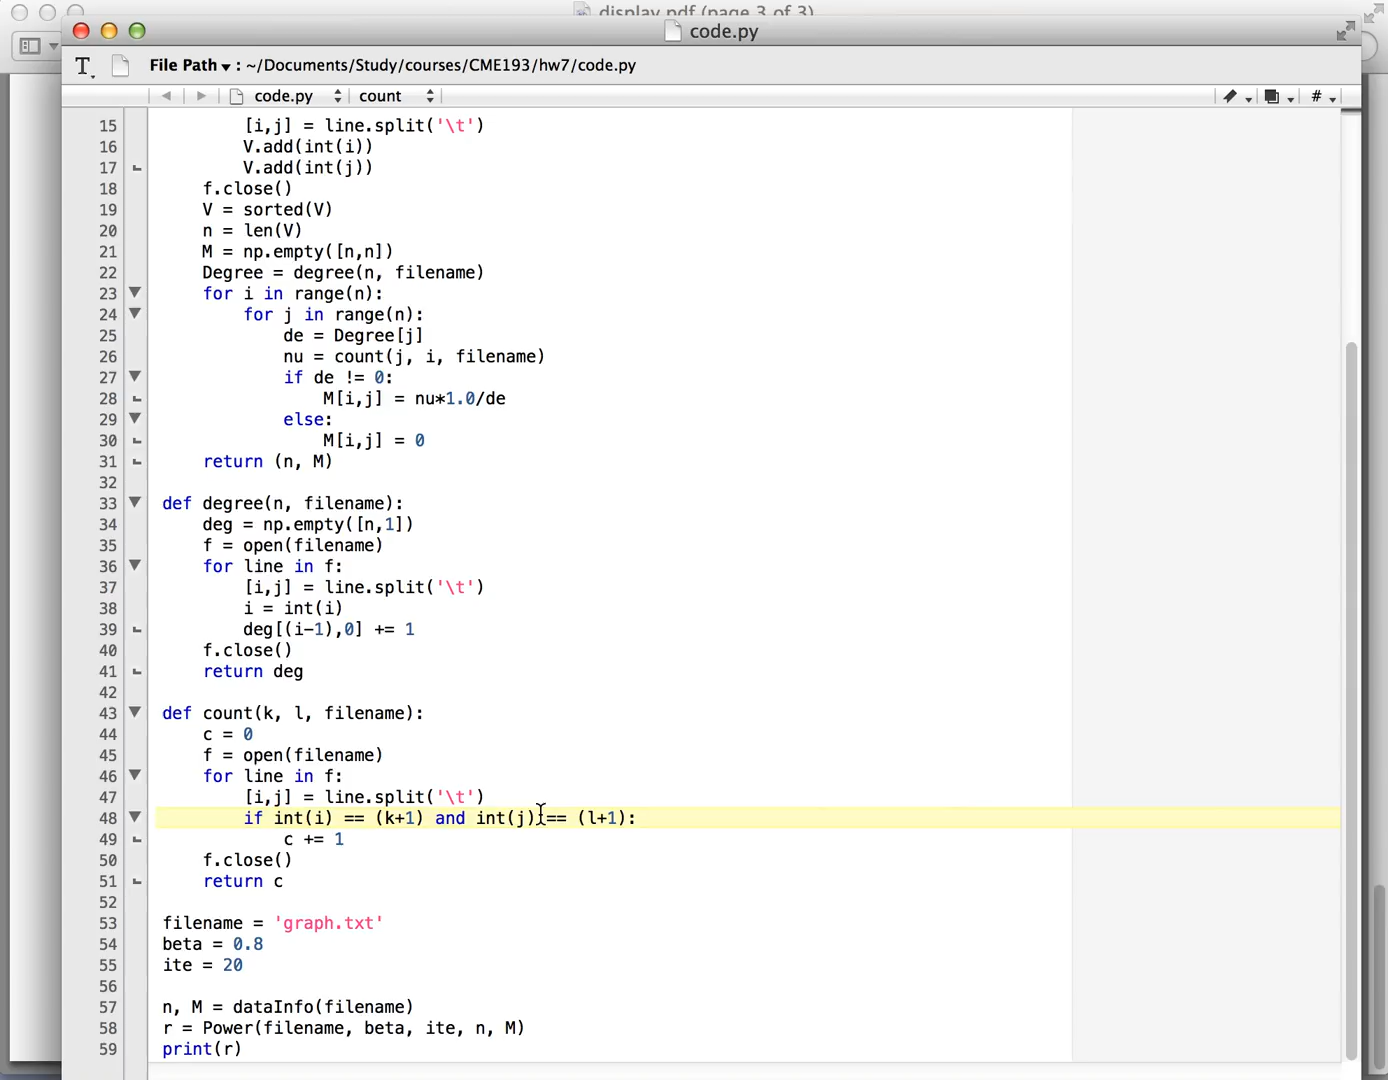 display.pdf (page 3 of 3)
code.py
File Path : ~/Documents/Study/courses/CME193/hw7/code.py
code.py count #
15 [i,j] = line.split('\t')
16 V.add(int(i))
17 V.add(int(j))
18 f.close()
19 V = sorted(V)
20 n = len(V)
21 M = np.empty([n,n])
22 Degree = degree(n, filename)
23 for i in range(n):
24 for j in range(n):
25 de = Degree[j]
26 nu = count(j, i, filename)
27 if de != 0:
28 M[i,j] = nu*1.0/de
29 else:
30 M[i,j] = 0
31 return (n, M)
32
33 def degree(n, filename):
34 deg = np.empty([n,1])
35 f = open(filename)
36 for line in f:
37 [i,j] = line.split('\t')
38 i = int(i)
39 deg[(i-1),0] += 1
40 f.close()
41 return deg
42
43 def count(k, l, filename):
44 c = 0
45 f = open(filename)
46 for line in f:
47 [i,j] = line.split('\t')
48 if int(i) == (k+1) and int(j) == (l+1):
49 c += 1
50 f.close()
51 return c
52
53 filename = 'graph.txt'
54 beta = 0.8
55 ite = 20
56
57 n, M = dataInfo(filename)
58 r = Power(filename, beta, ite, n, M)
59 print(r)